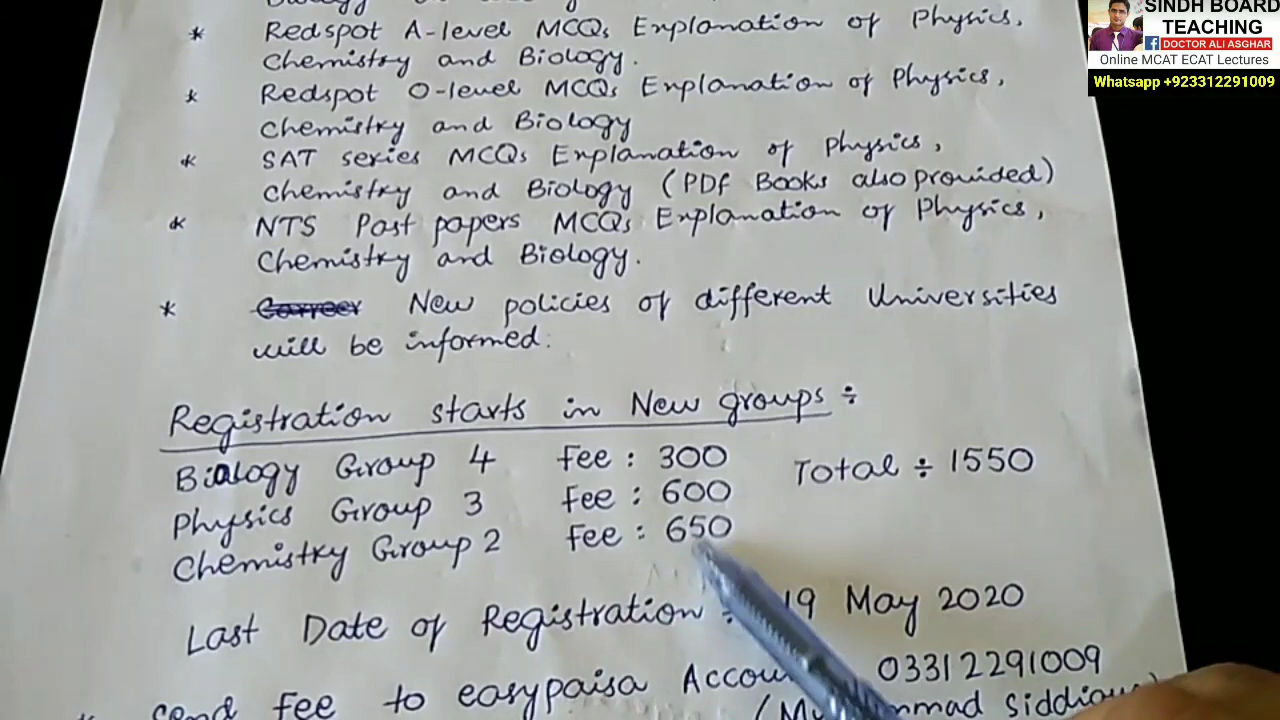 * Redspot A-level MCQs Explanation of Physics,
Chemistry and Biology.
* Redspot O-level MCQs Explanation of Physics,
Chemistry and Biology
* SAT series MCQs Explanation of Physics,
Chemistry and Biology (PDF Books also provided)
* NTS Past papers MCQs Explanation of Physics,
Chemistry and Biology.
* New policies of different Universities
will be informed.
Registration starts in New groups ÷
Biology Group 4 Fee : 300 Total ÷ 1550
Physics Group 3 Fee : 600
Chemistry Group 2 Fee : 650
Last Date of Registration ÷ 19 May 2020
* Send Fee to easypaisa Account 03312291009
SINDH BOARD
TEACHING
f DOCTOR ALI ASGHAR
Online MCAT ECAT Lectures
Whatsapp +923312291009